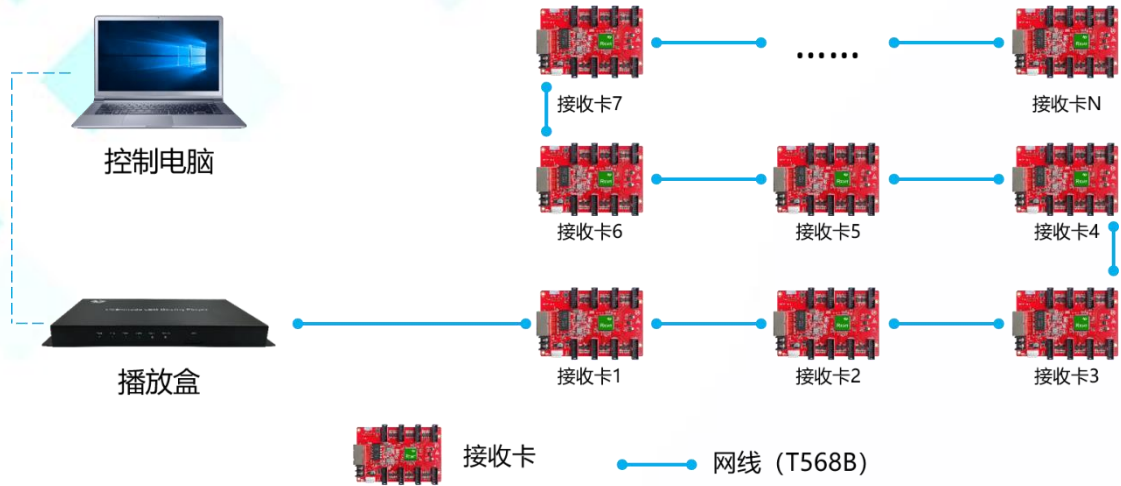 接收卡7
......
接收卡N
控制电脑
接收卡6
接收卡5
接收卡4
播放盒
接收卡1
接收卡2
接收卡3
接收卡
网线（T568B）